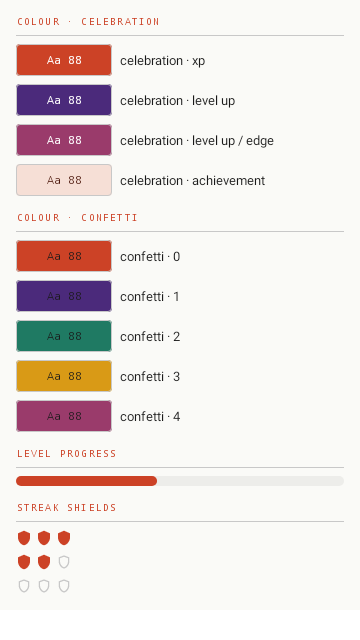 COLOUR · CELEBRATION
Aa 88 celebration · xp
Aa 88 celebration · level up
Aa 88 celebration · level up / edge
Aa 88 celebration · achievement
COLOUR · CONFETTI
Aa 88 confetti · 0
Aa 88 confetti · 1
Aa 88 confetti · 2
Aa 88 confetti · 3
Aa 88 confetti · 4
LEVEL PROGRESS
STREAK SHIELDS